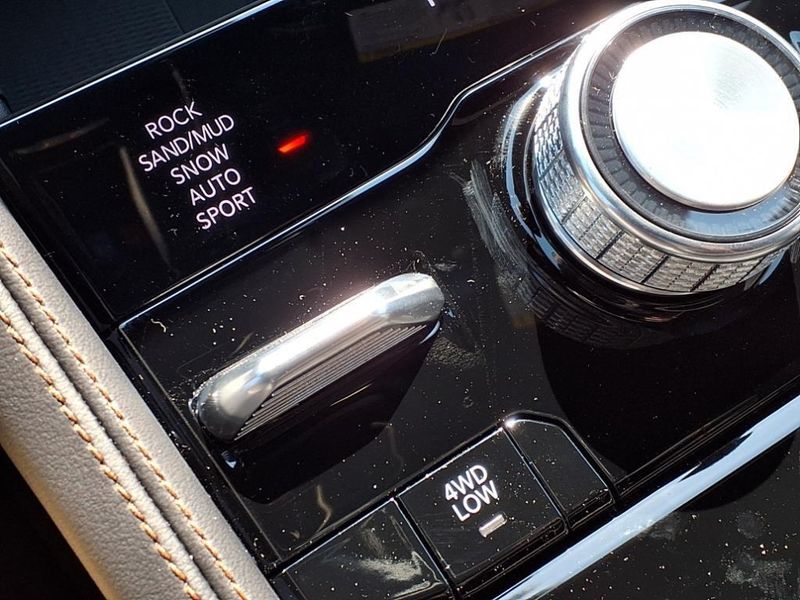 ROCK
SAND/MUD
SNOW
AUTO
SPORT
4WD
LOW